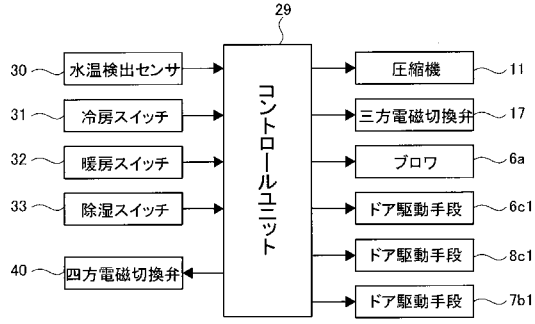 29
30 水温検出センサ
31 冷房スイッチ
32 暖房スイッチ
33 除湿スイッチ
40 四方電磁切換弁
コントロールユニット
圧縮機 11
三方電磁切換弁 17
ブロワ 6a
ドア駆動手段 6c1
ドア駆動手段 8c1
ドア駆動手段 7b1